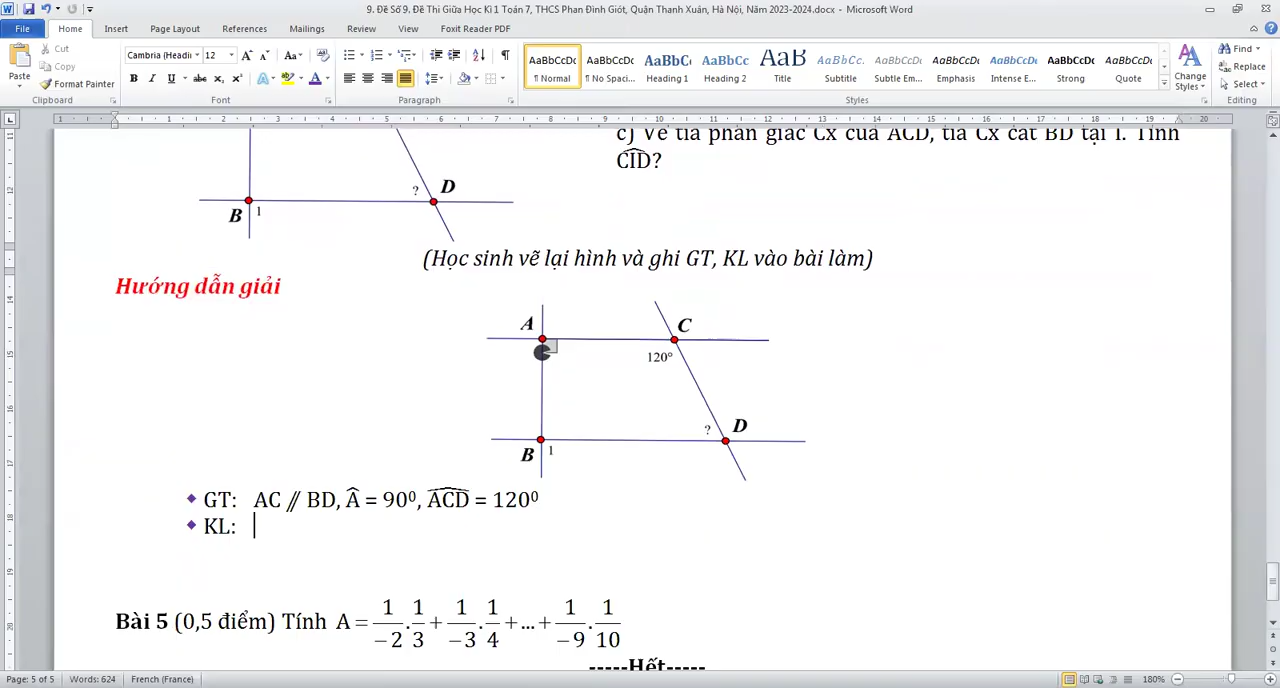 9. Đề Số 9. Đề Thi Giữa Học Kì 1 Toán 7, THCS Phan Đình Giót, Quận Thanh Xuân, Hà Nội, Năm 2023-2024.docx - Microsoft Word
File Home Insert Page Layout References Mailings Review View Foxit Reader PDF
Cut
Copy
Format Painter
Paste
Cambria (Headi 12
B I U abc x₂ x² A A A
AaBbCcDc AaBbCcDc AaBbCc AaBbCc AaB AaBbCc. AaBbCcDc AaBbCcDc AaBbCcDc AaBbCcDc AaBbCcDc
¶ Normal ¶ No Spaci... Heading 1 Heading 2 Title Subtitle Subtle Em... Emphasis Intense E... Strong Quote
Change Styles
Find
Replace
Select
Clipboard Font Paragraph Styles Editing
c) Vẽ tia phân giác Cx của ACD, tia Cx cắt BD tại I. Tính
CID?
? D
B 1
(Học sinh vẽ lại hình và ghi GT, KL vào bài làm)
Hướng dẫn giải
A C
120°
? D
B 1
GT: AC // BD, Â = 90⁰, ACD = 120⁰
KL:
Bài 5 (0,5 điểm) Tính A = 1/−2 . 1/3 + 1/−3 . 1/4 + ... + 1/−9 . 1/10
-----Hết-----
Page: 5 of 5 Words: 624 French (France) 180%